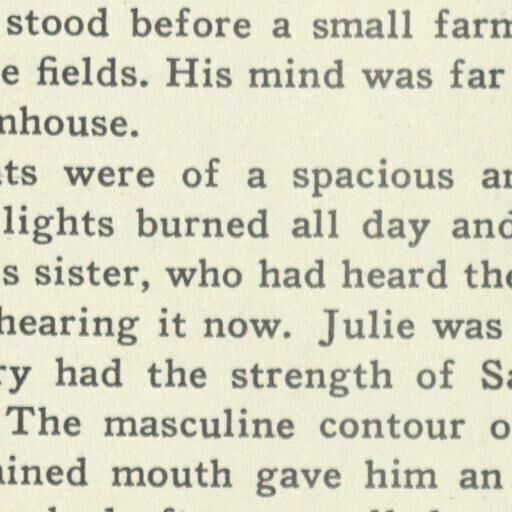 stood before a small farm
e fields. His mind was far
nhouse.
ts were of a spacious an
lights burned all day and
s sister, who had heard the
hearing it now. Julie was
ry had the strength of Sa
The masculine contour o
ined mouth gave him an